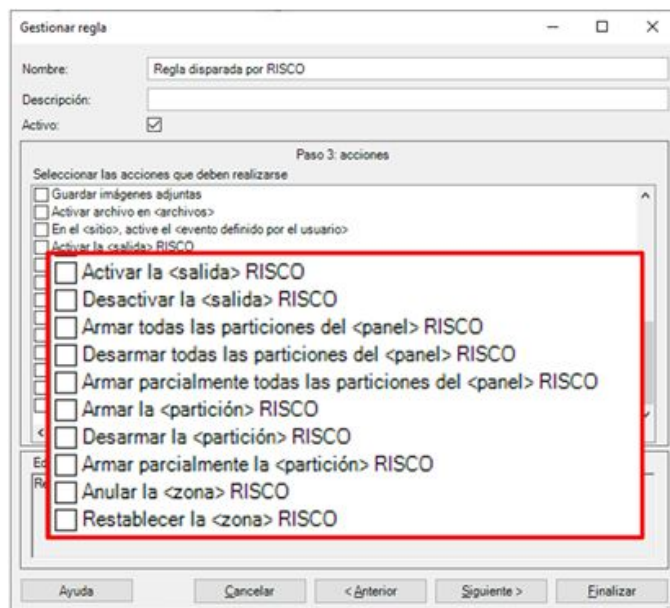 Gestionar regla
Nombre:
Regla disparada por RISCO
Descripción:
Activo:
Paso 3: acciones
Seleccionar las acciones que deben realizarse
Guardar imágenes adjuntas
Activar archivo en <archivos>
En el <sitio>, active el <evento definido por el usuario>
Activar la <salida> RISCO
Activar la <salida> RISCO
Desactivar la <salida> RISCO
Armar todas las particiones del <panel> RISCO
Desarmar todas las particiones del <panel> RISCO
Armar parcialmente todas las particiones del <panel> RISCO
Armar la <partición> RISCO
Desarmar la <partición> RISCO
Armar parcialmente la <partición> RISCO
Anular la <zona> RISCO
Restablecer la <zona> RISCO
Ayuda
Cancelar
< Anterior
Siguiente >
Finalizar